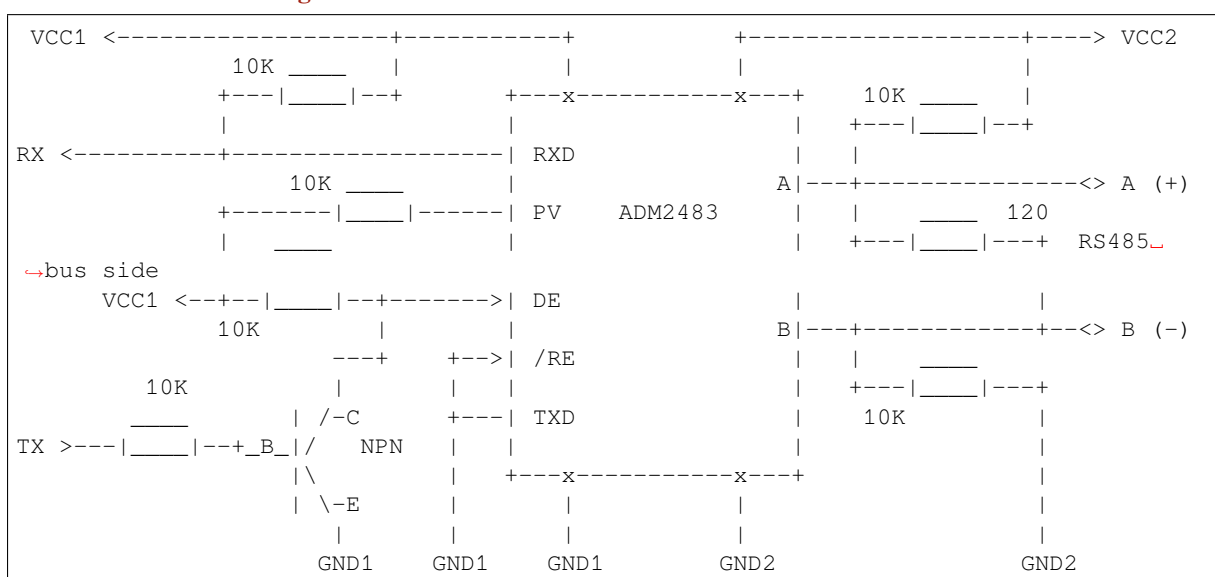 VCC1 VCC2
10K
10K
RX RXD
10K A A (+)
PV ADM2483 120
RS485
bus side
VCC1 DE
10K B B (-)
/RE
10K
C TXD 10K
TX B NPN
E
GND1 GND1 GND1 GND2 GND2